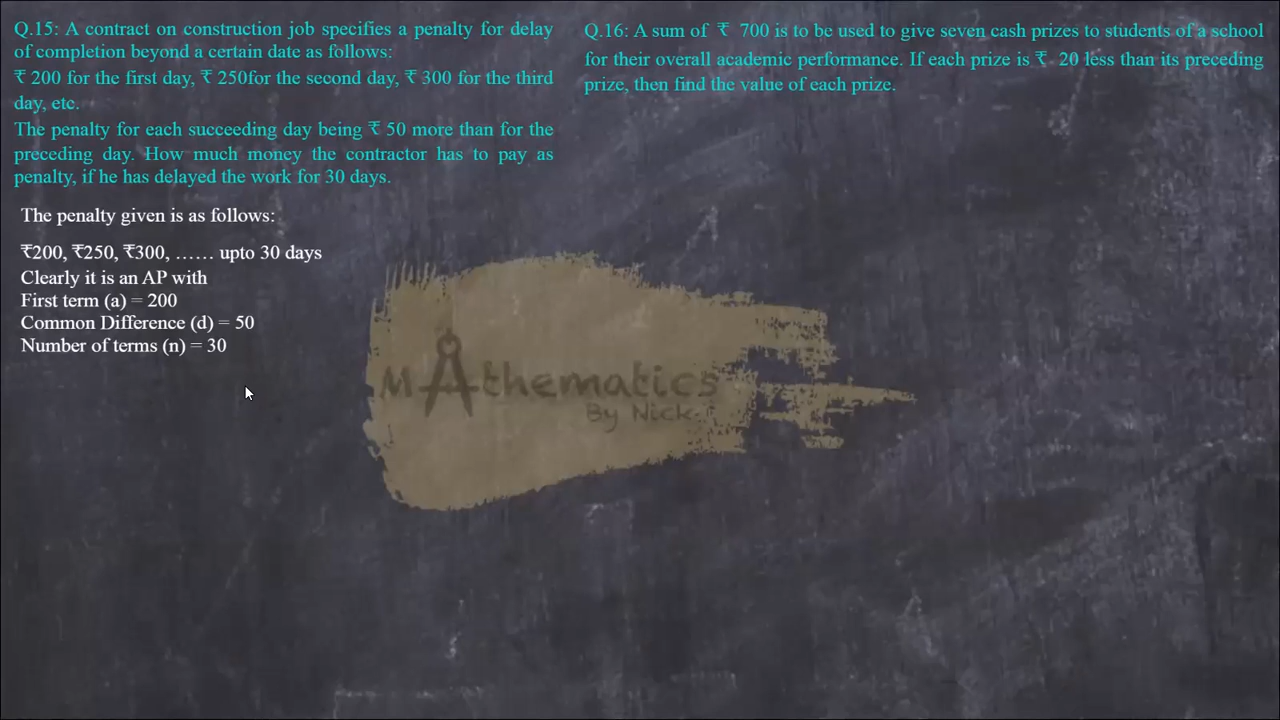 Q.15: A contract on construction job specifies a penalty for delay
of completion beyond a certain date as follows:
₹ 200 for the first day, ₹ 250for the second day, ₹ 300 for the third
day, etc.
The penalty for each succeeding day being ₹ 50 more than for the
preceding day. How much money the contractor has to pay as
penalty, if he has delayed the work for 30 days.
The penalty given is as follows:
₹200, ₹250, ₹300, …… upto 30 days
Clearly it is an AP with
First term (a) = 200
Common Difference (d) = 50
Number of terms (n) = 30
Q.16: A sum of ₹ 700 is to be used to give seven cash prizes to students of a school
for their overall academic performance. If each prize is ₹ 20 less than its preceding
prize, then find the value of each prize.
MAthematics
By Nick